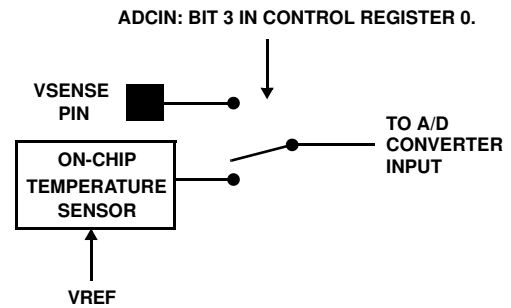 ADCIN: BIT 3 IN CONTROL REGISTER 0.
VSENSE
PIN
TO A/D
CONVERTER
INPUT
ON-CHIP
TEMPERATURE
SENSOR
VREF